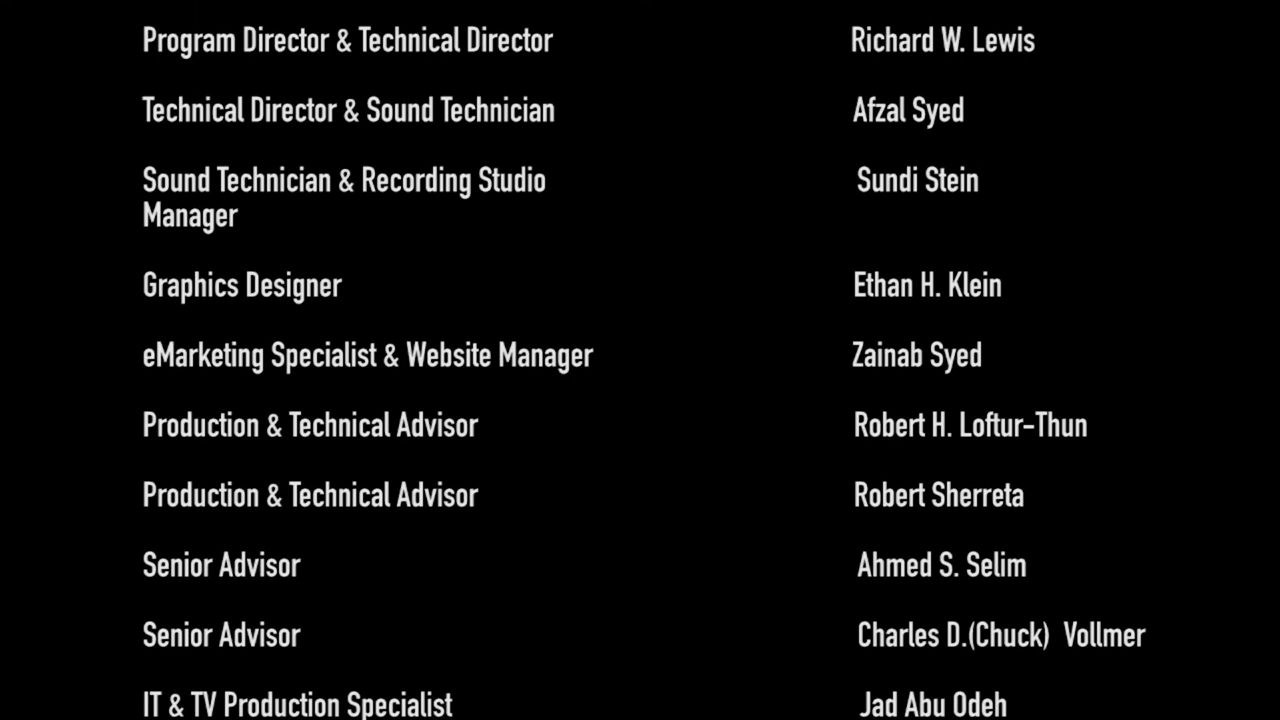 Program Director & Technical Director Richard W. Lewis
Technical Director & Sound Technician Afzal Syed
Sound Technician & Recording Studio Sundi Stein
Manager
Graphics Designer Ethan H. Klein
eMarketing Specialist & Website Manager Zainab Syed
Production & Technical Advisor Robert H. Loftur-Thun
Production & Technical Advisor Robert Sherreta
Senior Advisor Ahmed S. Selim
Senior Advisor Charles D.(Chuck) Vollmer
IT & TV Production Specialist Jad Abu Odeh